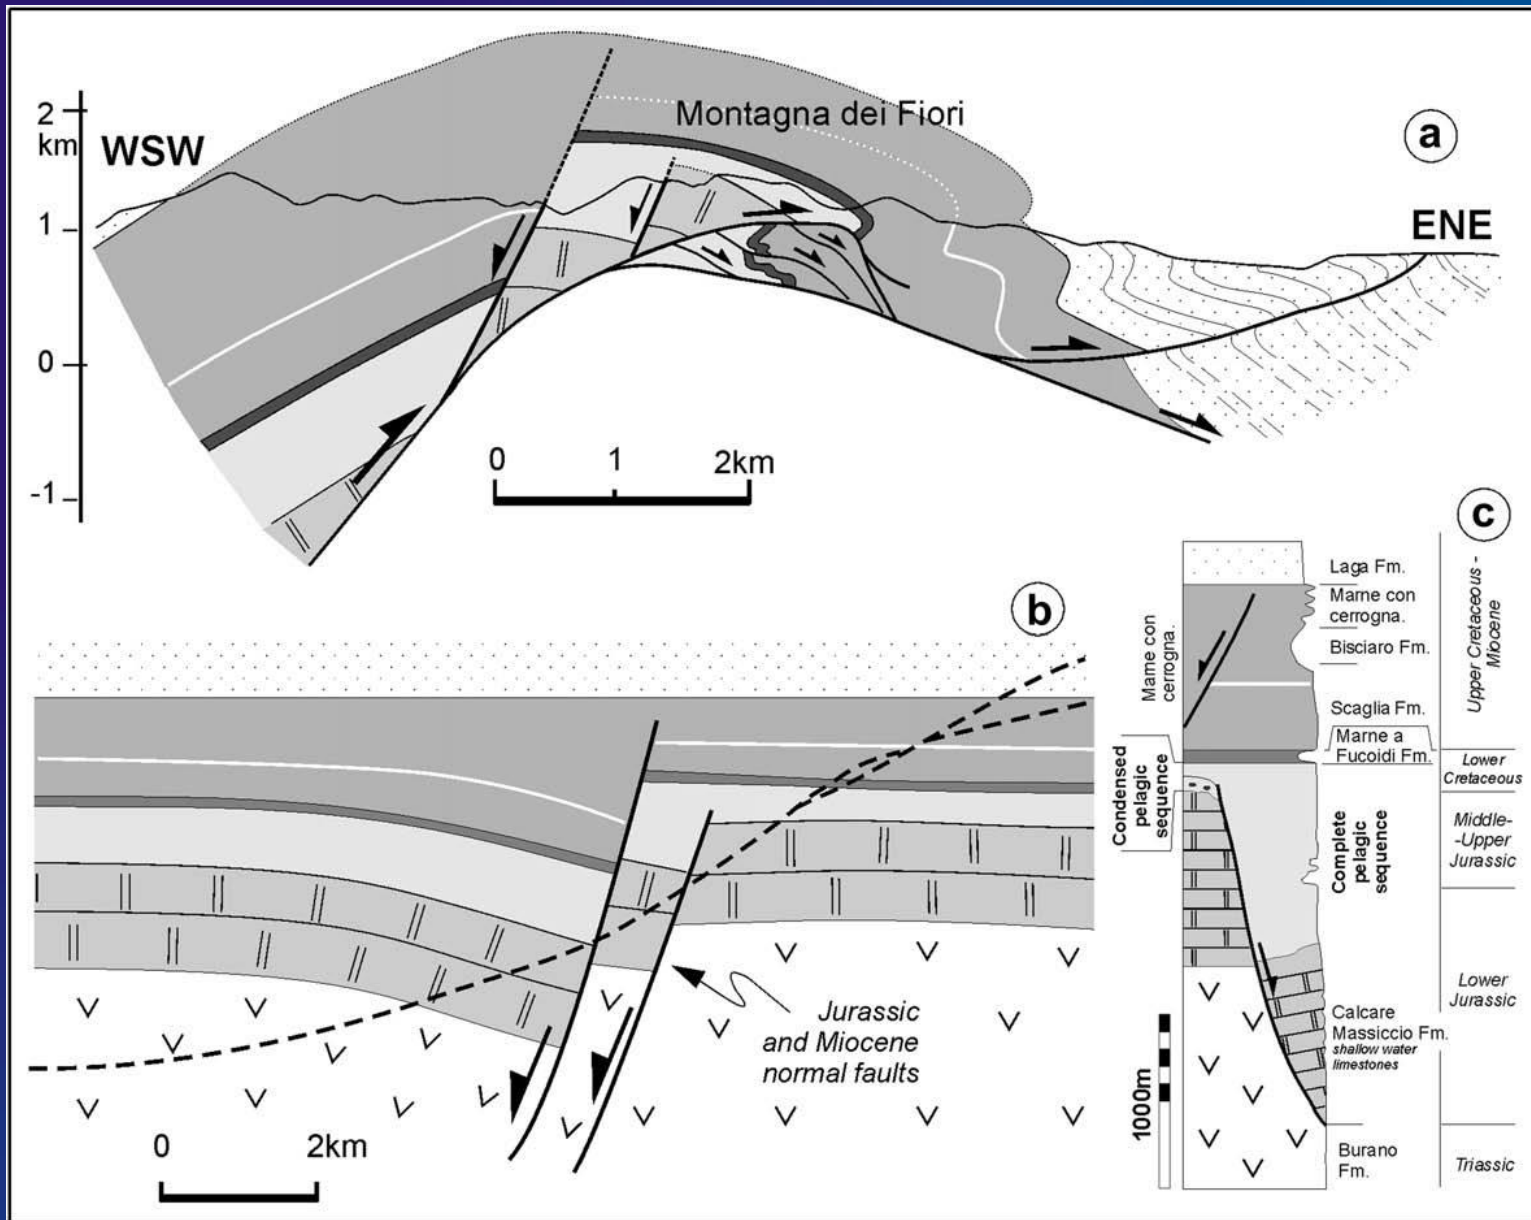 2
km
WSW
Montagna dei Fiori
a
1
ENE
0
-1
0 1 2km
c
b
Laga Fm.
Marne con
cerrogna.
Bisciaro Fm.
Scaglia Fm.
Marne a
Fucoidi Fm.
Marne con
cerrogna.
Condensed
pelagic
sequence
Complete
pelagic
sequence
Calcare
Massiccio Fm.
shallow water
limestones
Burano
Fm.
Upper Cretaceous -
Miocene
Lower
Cretaceous
Middle-
-Upper
Jurassic
Lower
Jurassic
Triassic
1000m
Jurassic
and Miocene
normal faults
0 2km